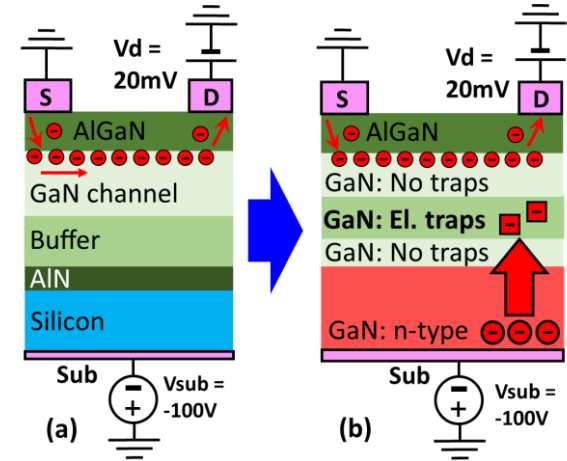 Vd =
20mV
S
D
AlGaN
GaN channel
Buffer
AlN
Silicon
Sub
Vsub =
-100V
(a)
Vd =
20mV
S
D
AlGaN
GaN: No traps
GaN: El. traps
GaN: No traps
GaN: n-type
Sub
Vsub =
-100V
(b)